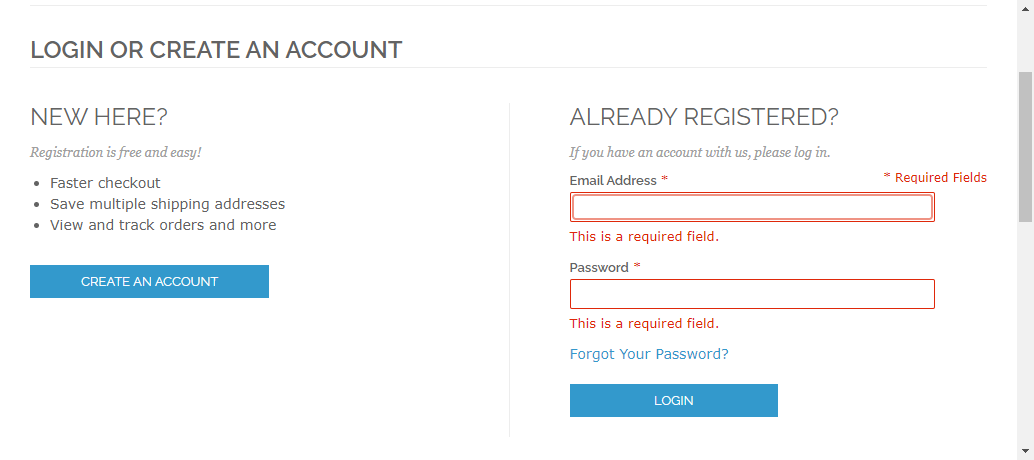 LOGIN OR CREATE AN ACCOUNT
NEW HERE?
Registration is free and easy!
Faster checkout
Save multiple shipping addresses
View and track orders and more
CREATE AN ACCOUNT
ALREADY REGISTERED?
If you have an account with us, please log in.
* Required Fields
Email Address *
This is a required field.
Password *
This is a required field.
Forgot Your Password?
LOGIN